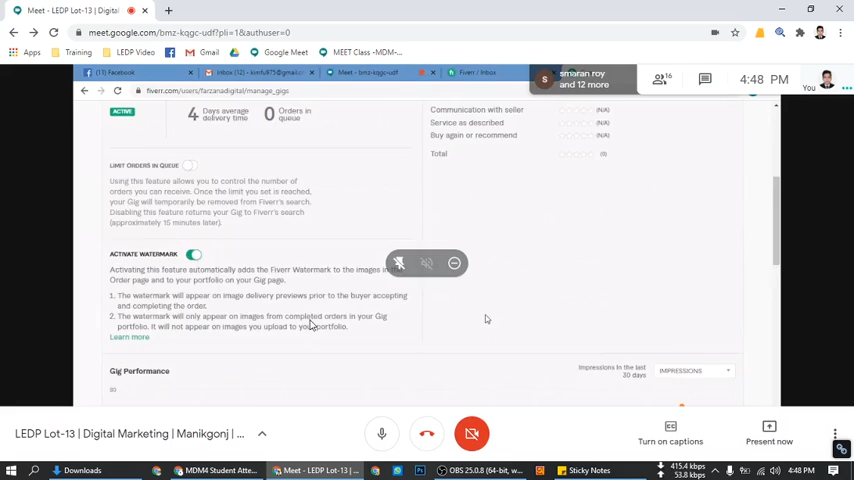 Meet - LEDP Lot-13
meet.google.com/bmz-kqgc-udf?pli=1&authuser=0
Apps
Training
LEDP Video
Gmail
Google Meet
MEET Class -MDM-...
(1) Facebook
Inbox (12) - kimfu975@gmail.c
Meet - bmz-kqgc-udf
Fiverr / Inbox
smaran roy
and 12 more
S
16
4:48 PM
You
fiverr.com/users/farzanadigital/manage_gigs
ACTIVE
4 Days average
delivery time
0 Orders in
queue
Communication with seller (N/A)
Service as described (N/A)
Buy again or recommend (N/A)
Total (0)
LIMIT ORDERS IN QUEUE
Using this feature allows you to control the number of
orders you can receive. Once the limit you set is reached,
your Gig will temporarily be removed from Fiverr's search.
Disabling this feature returns your Gig to Fiverr's search
(approximately 15 minutes later).
ACTIVATE WATERMARK
Activating this feature automatically adds the Fiverr Watermark to the images in the
Order page and to your portfolio on your Gig page.
1. The watermark will appear on image delivery previews prior to the buyer accepting
and completing the order.
2. The watermark will only appear on images from completed orders in your Gig
portfolio. It will not appear on images you upload to your portfolio.
Learn more
Gig Performance
Impressions In the last
30 days
IMPRESSIONS
LEDP Lot-13 | Digital Marketing | Manikgonj | ...
Turn on captions
Present now
Downloads
MDM4 Student Atte...
Meet - LEDP Lot-13 | ...
OBS 25.0.8 (64-bit, w...
Sticky Notes
415.4 kbps
53.8 kbps
4:48 PM